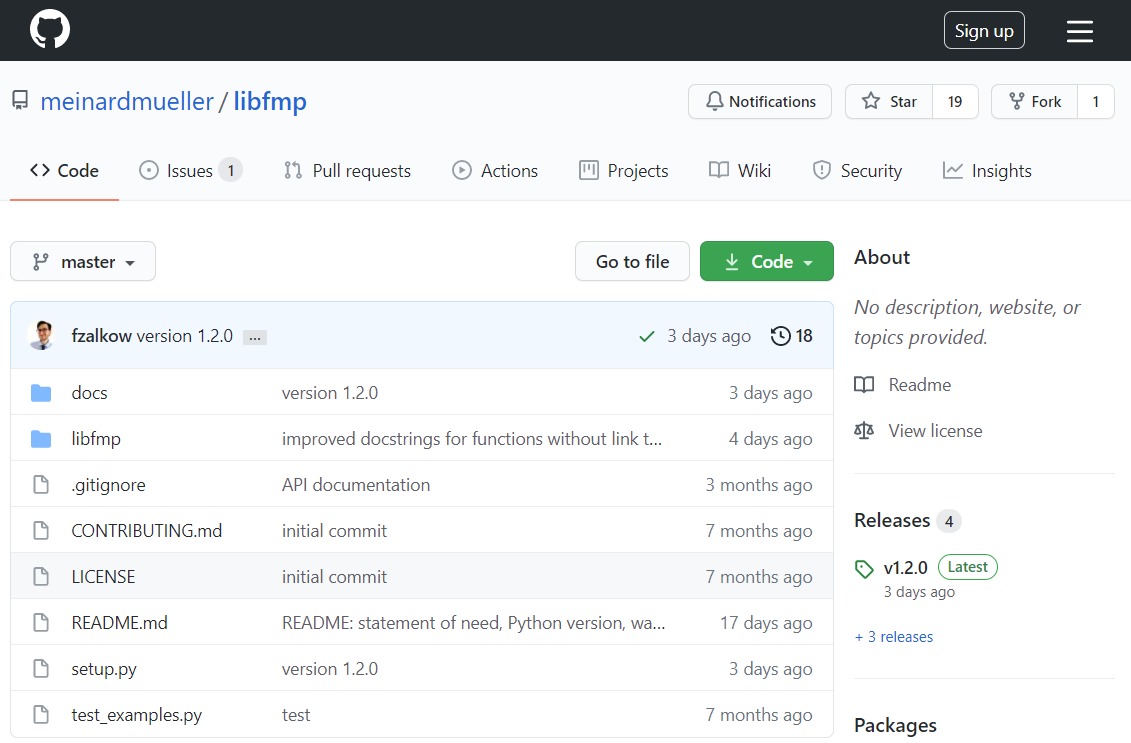 Sign up
meinardmueller / libfmp
Notifications Star 19 Fork 1
Code Issues 1 Pull requests Actions Projects Wiki Security Insights
master Go to file Code
fzalkow version 1.2.0 ... 3 days ago 18
docs version 1.2.0 3 days ago
libfmp improved docstrings for functions without link t... 4 days ago
.gitignore API documentation 3 months ago
CONTRIBUTING.md initial commit 7 months ago
LICENSE initial commit 7 months ago
README.md README: statement of need, Python version, wa... 17 days ago
setup.py version 1.2.0 3 days ago
test_examples.py test 7 months ago
About
No description, website, or
topics provided.
Readme
View license
Releases 4
v1.2.0 Latest
3 days ago
+ 3 releases
Packages